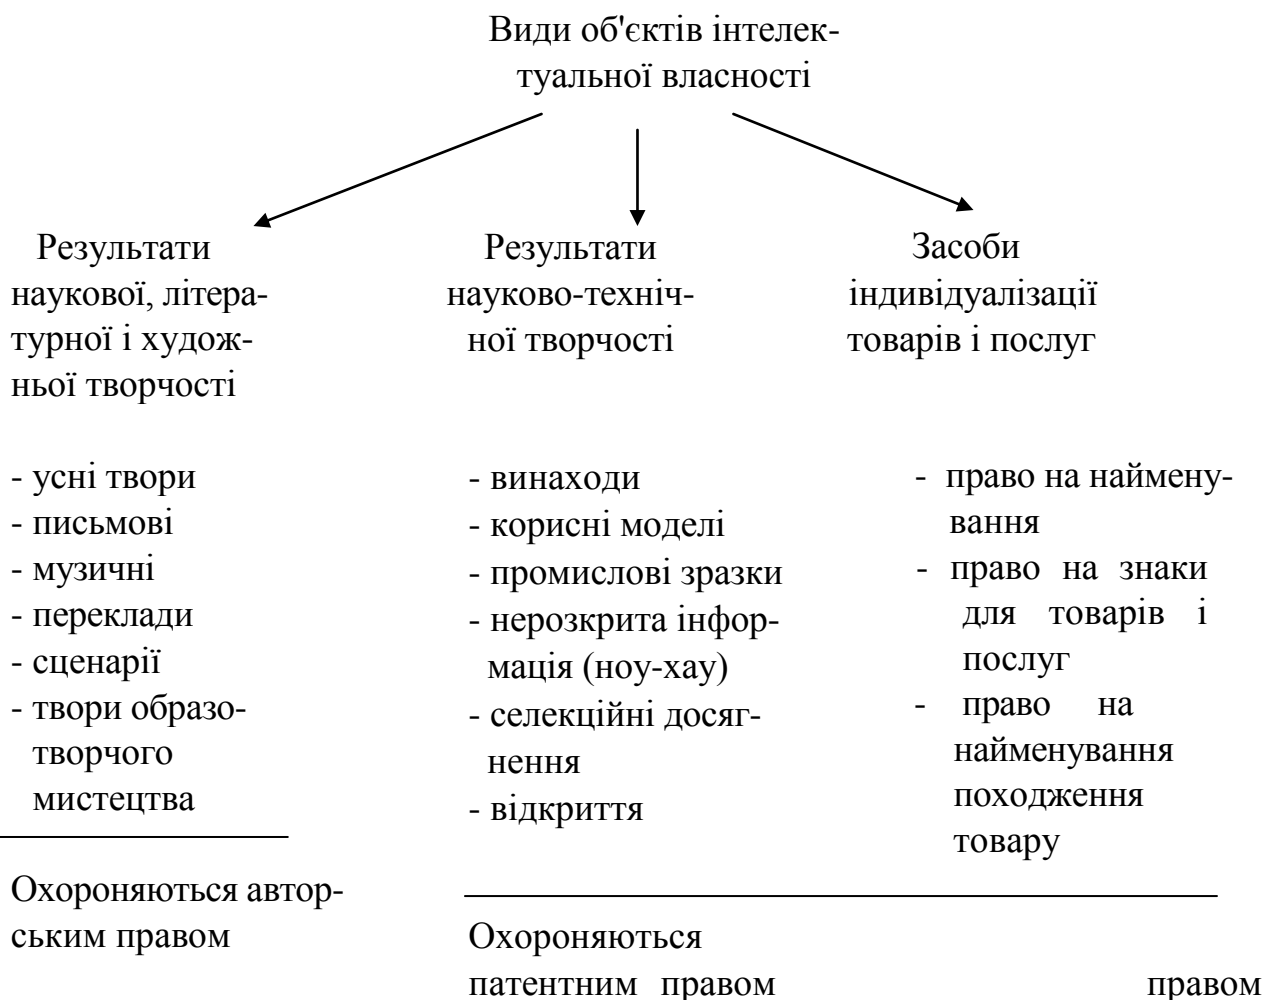 Види об'єктів інтелек-
туальної власності
Результати
наукової, літера-
турної і худож-
ньої творчості
- усні твори
- письмові
- музичні
- переклади
- сценарії
- твори образо-
творчого
мистецтва
Охороняються автор-
ським правом
Результати
науково-техніч-
ної творчості
- винаходи
- корисні моделі
- промислові зразки
- нерозкрита інфор-
мація (ноу-хау)
- селекційні досяг-
нення
- відкриття
Засоби
індивідуалізації
товарів і послуг
- право на наймену-
вання
- право на знаки
для товарів і
послуг
- право на
найменування
походження
товару
Охороняються
патентним правом правом